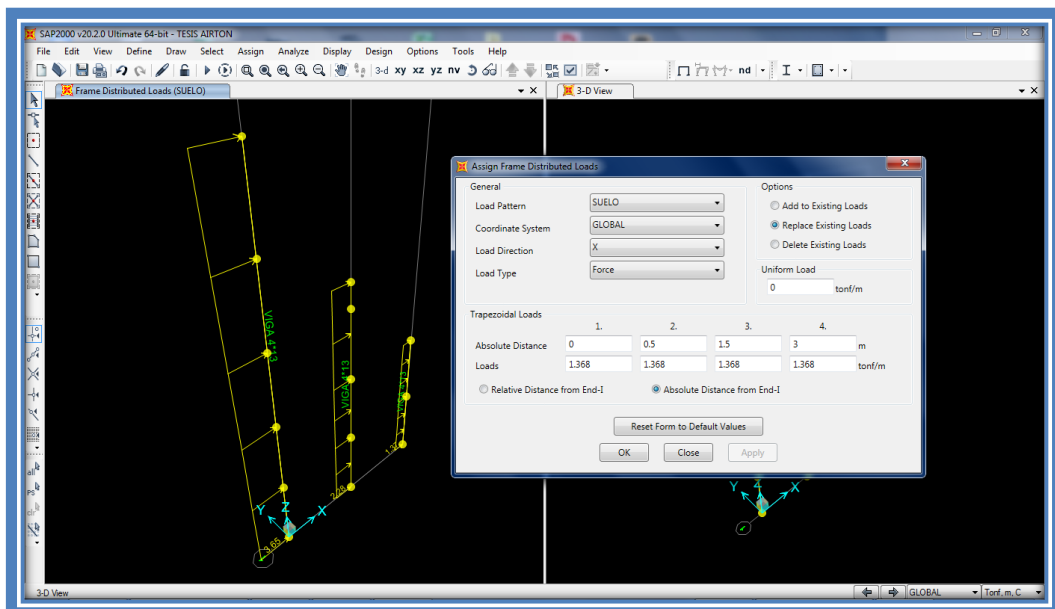 SAP2000 v20.2.0 Ultimate 64-bit - TESIS AIRTON
File Edit View Define Draw Select Assign Analyze Display Design Options Tools Help
3-d xy xz yz nv nd
Frame Distributed Loads (SUELO)
3-D View
Assign Frame Distributed Loads
General
Load Pattern SUELO
Coordinate System GLOBAL
Load Direction X
Load Type Force
Options
Add to Existing Loads
Replace Existing Loads
Delete Existing Loads
Uniform Load
0 tonf/m
Trapezoidal Loads
1. 2. 3. 4.
Absolute Distance 0 0.5 1.5 3 m
Loads 1.368 1.368 1.368 1.368 tonf/m
Relative Distance from End-I Absolute Distance from End-I
Reset Form to Default Values
OK Close Apply
VIGA 4*13
VIGA 4*13
3.65
2.28
1.37
Y Z X
Y Z X
all
PS
clr
3-D View
GLOBAL
Tonf, m, C